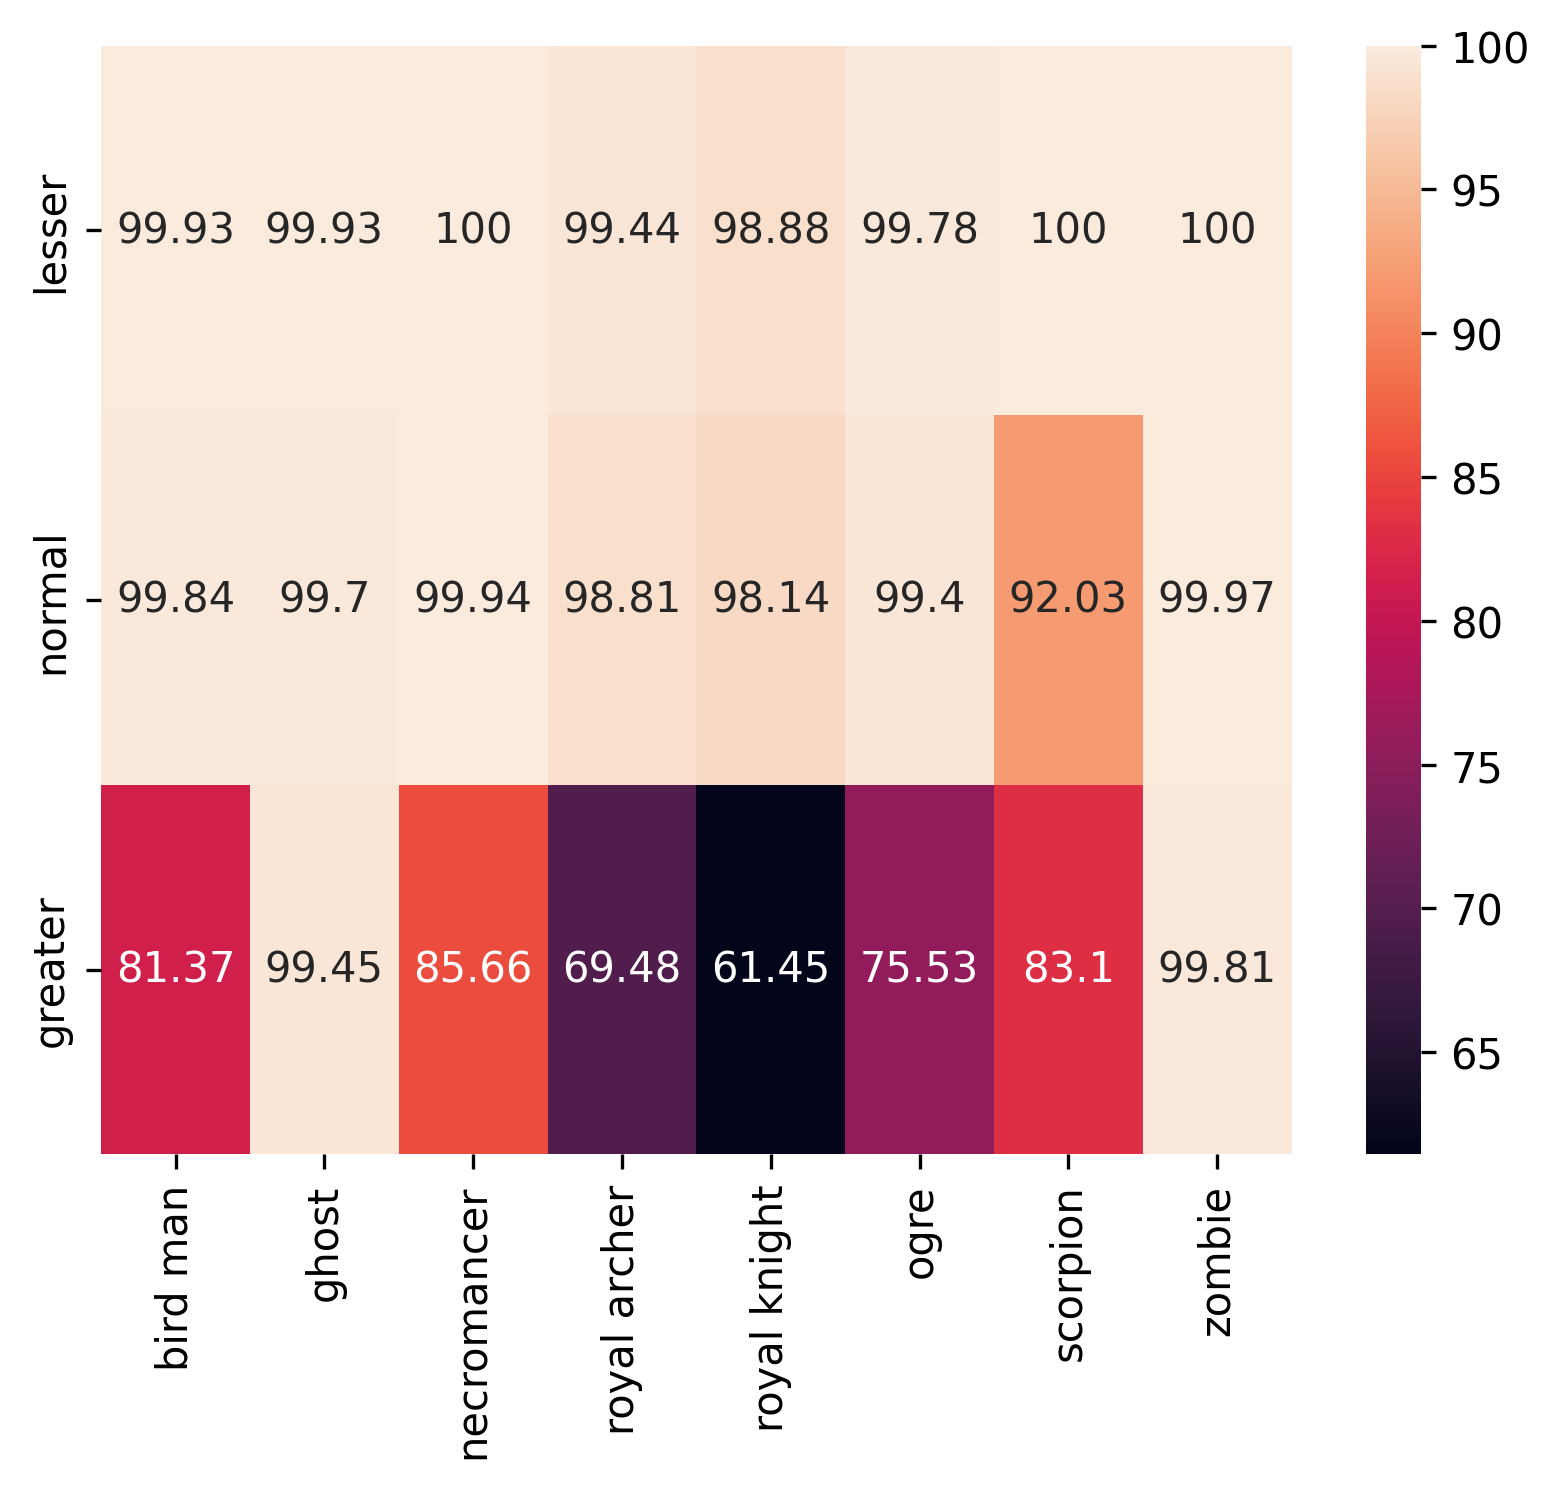 lesser 99.93 99.93 100 99.44 98.88 99.78 100 100
normal 99.84 99.7 99.94 98.81 98.14 99.4 92.03 99.97
greater 81.37 99.45 85.66 69.48 61.45 75.53 83.1 99.81
bird man
ghost
necromancer
royal archer
royal knight
ogre
scorpion
zombie
100
95
90
85
80
75
70
65